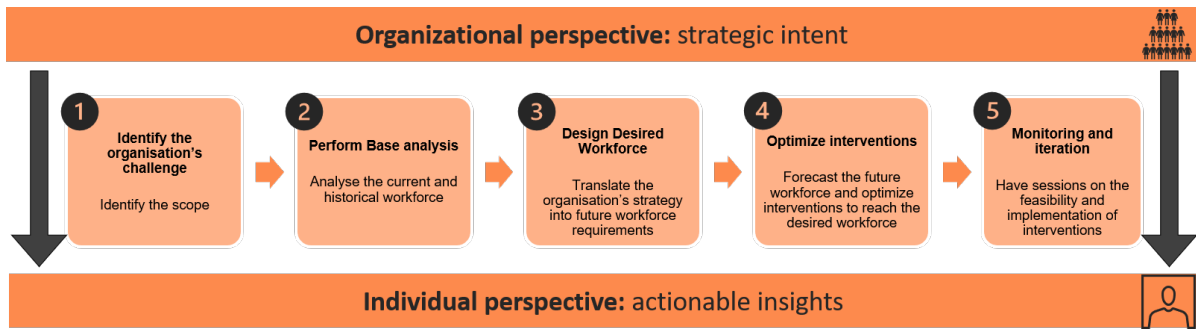 Organizational perspective: strategic intent
1
Identify the
organisation's
challenge
Identify the scope
2
Perform Base analysis
Analyse the current and
historical workforce
3
Design Desired
Workforce
Translate the
organisation's strategy
into future workforce
requirements
4
Optimize interventions
Forecast the future
workforce and optimize
interventions to reach the
desired workforce
5
Monitoring and
iteration
Have sessions on the
feasibility and
implementation of
interventions
Individual perspective: actionable insights